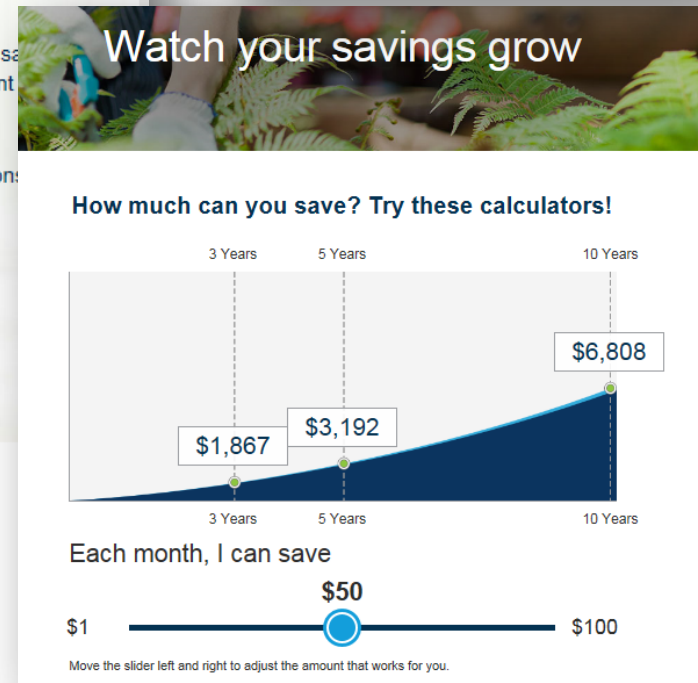 Watch your savings grow
How much can you save? Try these calculators!
3 Years 5 Years 10 Years
$6,808
$3,192
$1,867
3 Years 5 Years 10 Years
Each month, I can save
$50
$1 $100
Move the slider left and right to adjust the amount that works for you.